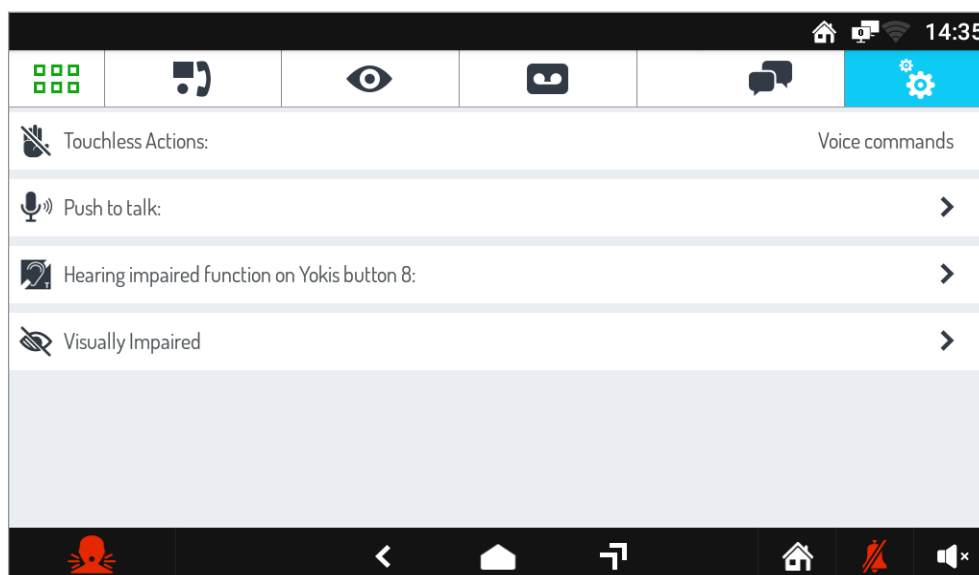 14:35
Touchless Actions: Voice commands
Push to talk:
Hearing impaired function on Yokis button 8:
Visually Impaired